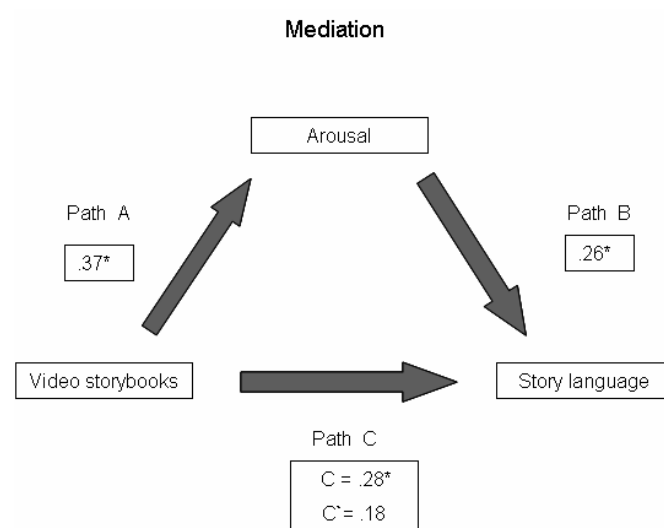 Mediation
Arousal
Path A
Path B
.37*
.26*
Video storybooks
Story language
Path C
C = .28*
C`= .18